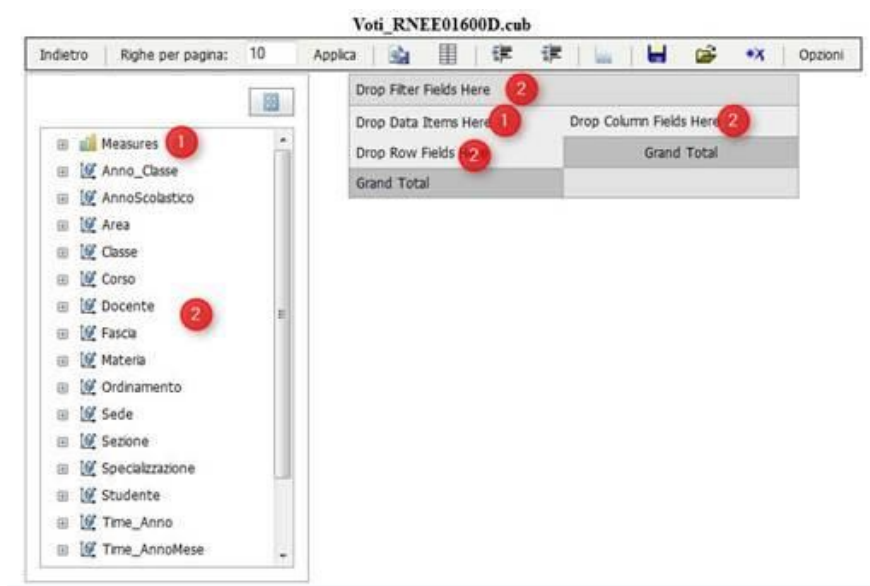 Voti_RNEE01600D.cub
Indietro Righe per pagina: 10 Applica Opzioni
Drop Filter Fields Here 2
Drop Data Items Here 1 Drop Column Fields Here 2
Drop Row Fields 2 Grand Total
Grand Total
Measures 1
Anno_Classe
AnnoScolastico
Area
Classe
Corso
Docente
2
Fascia
Materia
Ordinamento
Sede
Sezione
Specializzazione
Studente
Time_Anno
Time_AnnoMese